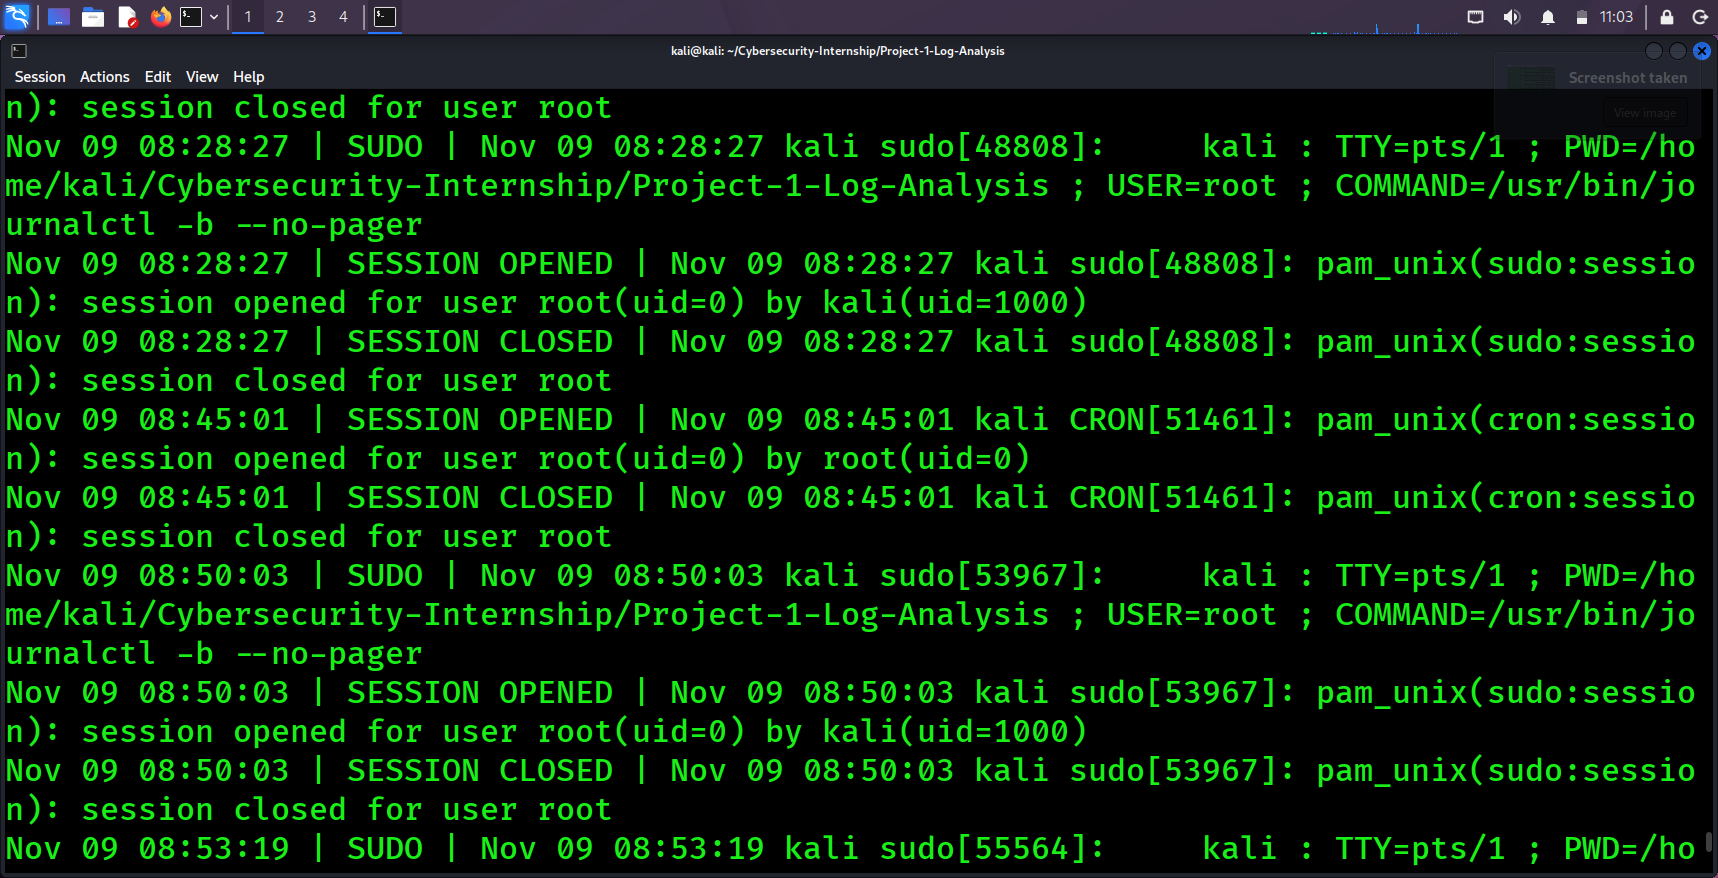 1 2 3 4 11:03
kali@kali: ~/Cybersecurity-Internship/Project-1-Log-Analysis
Session Actions Edit View Help
Screenshot taken
View image
n): session closed for user root
Nov 09 08:28:27 | SUDO | Nov 09 08:28:27 kali sudo[48808]:     kali : TTY=pts/1 ; PWD=/ho
me/kali/Cybersecurity-Internship/Project-1-Log-Analysis ; USER=root ; COMMAND=/usr/bin/jo
urnalctl -b --no-pager
Nov 09 08:28:27 | SESSION OPENED | Nov 09 08:28:27 kali sudo[48808]: pam_unix(sudo:sessio
n): session opened for user root(uid=0) by kali(uid=1000)
Nov 09 08:28:27 | SESSION CLOSED | Nov 09 08:28:27 kali sudo[48808]: pam_unix(sudo:sessio
n): session closed for user root
Nov 09 08:45:01 | SESSION OPENED | Nov 09 08:45:01 kali CRON[51461]: pam_unix(cron:sessio
n): session opened for user root(uid=0) by root(uid=0)
Nov 09 08:45:01 | SESSION CLOSED | Nov 09 08:45:01 kali CRON[51461]: pam_unix(cron:sessio
n): session closed for user root
Nov 09 08:50:03 | SUDO | Nov 09 08:50:03 kali sudo[53967]:     kali : TTY=pts/1 ; PWD=/ho
me/kali/Cybersecurity-Internship/Project-1-Log-Analysis ; USER=root ; COMMAND=/usr/bin/jo
urnalctl -b --no-pager
Nov 09 08:50:03 | SESSION OPENED | Nov 09 08:50:03 kali sudo[53967]: pam_unix(sudo:sessio
n): session opened for user root(uid=0) by kali(uid=1000)
Nov 09 08:50:03 | SESSION CLOSED | Nov 09 08:50:03 kali sudo[53967]: pam_unix(sudo:sessio
n): session closed for user root
Nov 09 08:53:19 | SUDO | Nov 09 08:53:19 kali sudo[55564]:     kali : TTY=pts/1 ; PWD=/ho